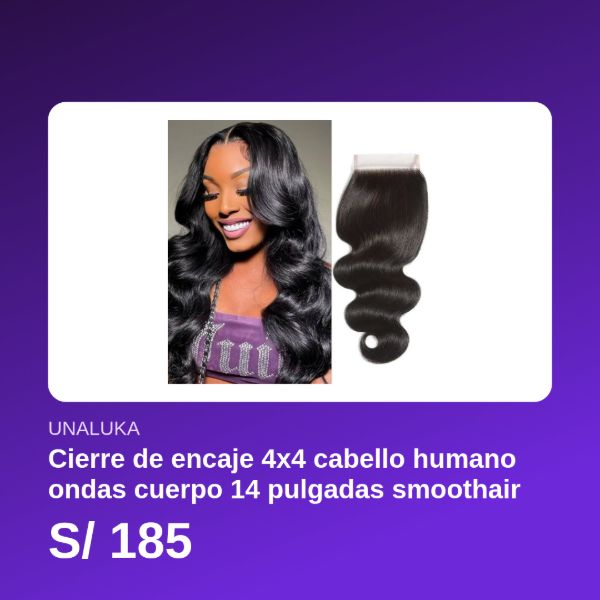 UNALUKA
Cierre de encaje 4x4 cabello humano
ondas cuerpo 14 pulgadas smoothair
S/ 185